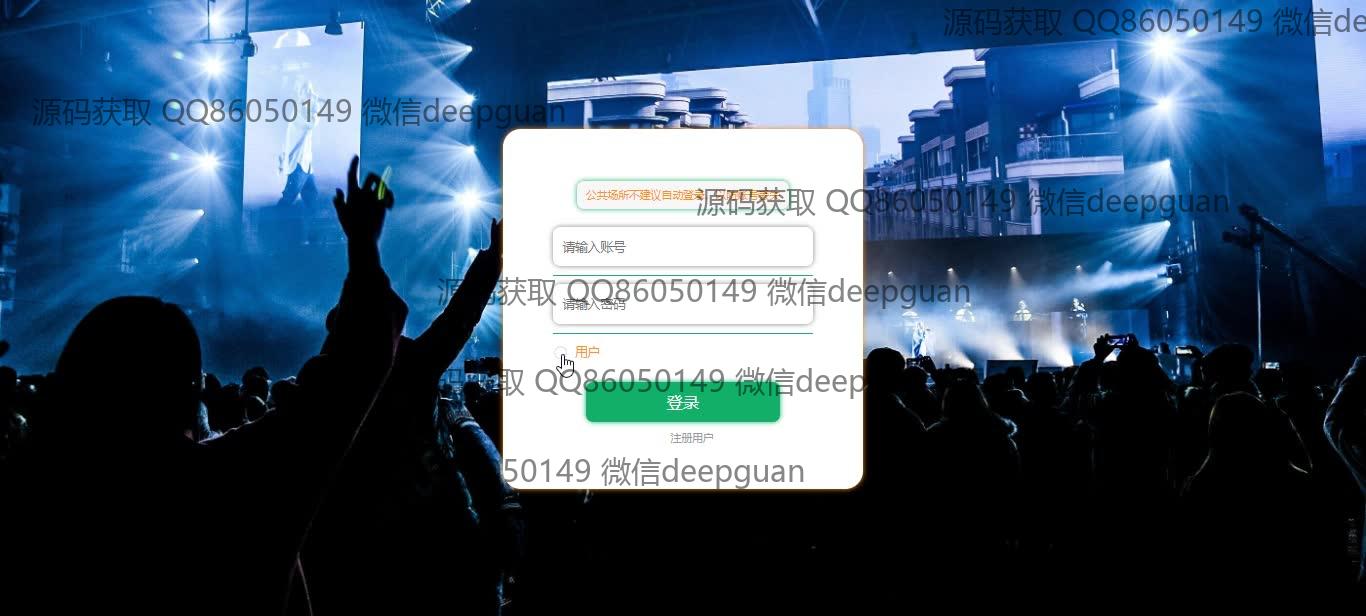 源码获取 QQ86050149 微信de
源码获取 QQ86050149 微信deepguan
公共场所不建议自动登录
源码获取 QQ86050149 微信deepguan
请输入账号
源码获取 QQ86050149 微信deepguan
请输入密码
用户
取 QQ86050149 微信deep
登录
注册用户
50149 微信deepguan